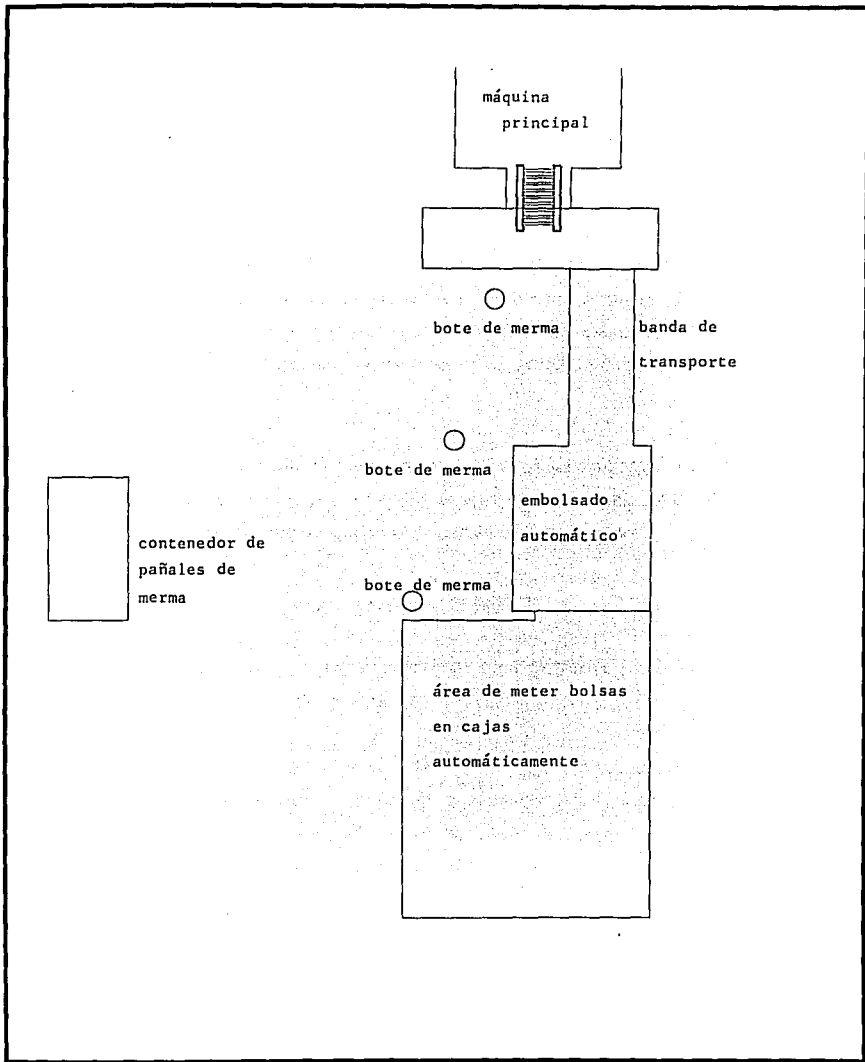 máquina
principal
bote de merma
banda de
transporte
bote de merma
embolsado
automático
contenedor de
pañales de
merma
bote de merma
área de meter bolsas
en cajas
automáticamente